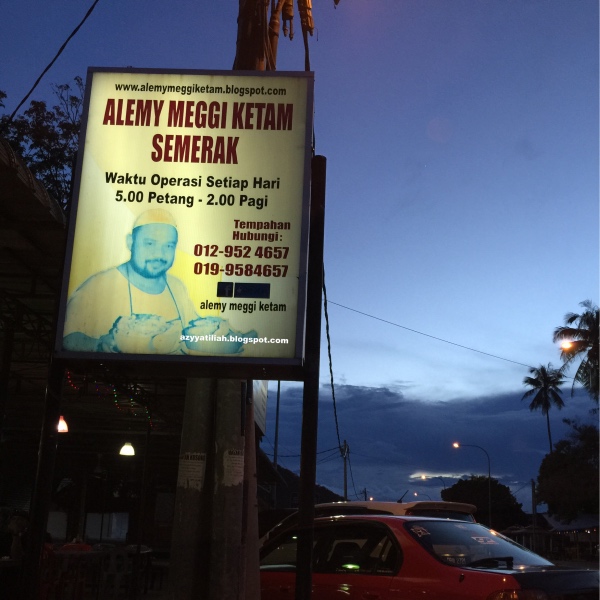 www.alemymeggiketam.blogspot.com
ALEMY MEGGI KETAM
SEMERAK
Waktu Operasi Setiap Hari
5.00 Petang - 2.00 Pagi
Tempahan
Hubungi:
012-952 4657
019-9584657
alemy meggi ketam
azyyatiliah.blogspot.com